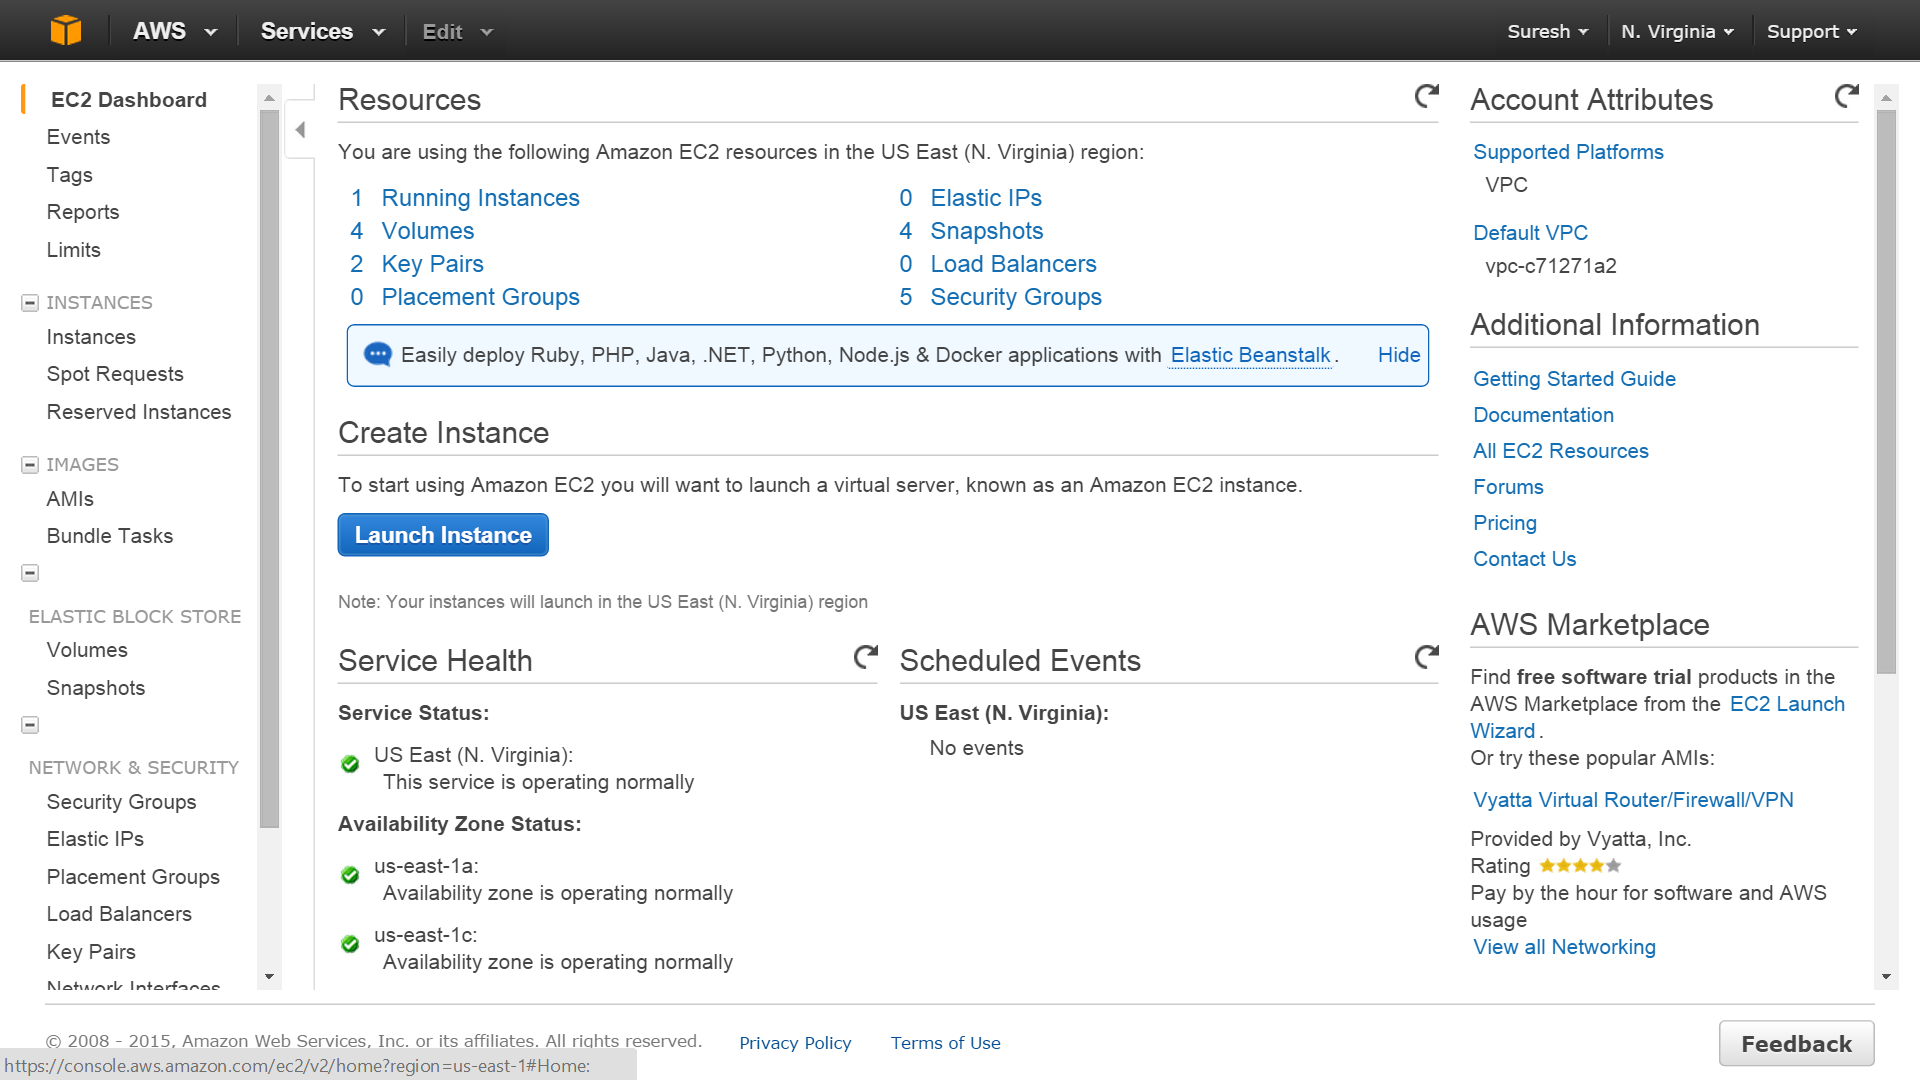 AWS Services Edit Suresh N. Virginia Support
EC2 Dashboard
Events
Tags
Reports
Limits
INSTANCES
Instances
Spot Requests
Reserved Instances
IMAGES
AMIs
Bundle Tasks
ELASTIC BLOCK STORE
Volumes
Snapshots
NETWORK & SECURITY
Security Groups
Elastic IPs
Placement Groups
Load Balancers
Key Pairs
Network Interfaces
Resources
You are using the following Amazon EC2 resources in the US East (N. Virginia) region:
1 Running Instances 0 Elastic IPs
4 Volumes 4 Snapshots
2 Key Pairs 0 Load Balancers
0 Placement Groups 5 Security Groups
Easily deploy Ruby, PHP, Java, .NET, Python, Node.js & Docker applications with Elastic Beanstalk. Hide
Create Instance
To start using Amazon EC2 you will want to launch a virtual server, known as an Amazon EC2 instance.
Launch Instance
Note: Your instances will launch in the US East (N. Virginia) region
Service Health
Service Status:
US East (N. Virginia):
This service is operating normally
Availability Zone Status:
us-east-1a:
Availability zone is operating normally
us-east-1c:
Availability zone is operating normally
Scheduled Events
US East (N. Virginia):
No events
Account Attributes
Supported Platforms
VPC
Default VPC
vpc-c71271a2
Additional Information
Getting Started Guide
Documentation
All EC2 Resources
Forums
Pricing
Contact Us
AWS Marketplace
Find free software trial products in the
AWS Marketplace from the EC2 Launch
Wizard.
Or try these popular AMIs:
Vyatta Virtual Router/Firewall/VPN
Provided by Vyatta, Inc.
Rating
Pay by the hour for software and AWS
usage
View all Networking
© 2008 - 2015, Amazon Web Services, Inc. or its affiliates. All rights reserved. Privacy Policy Terms of Use Feedback
https://console.aws.amazon.com/ec2/v2/home?region=us-east-1#Home: